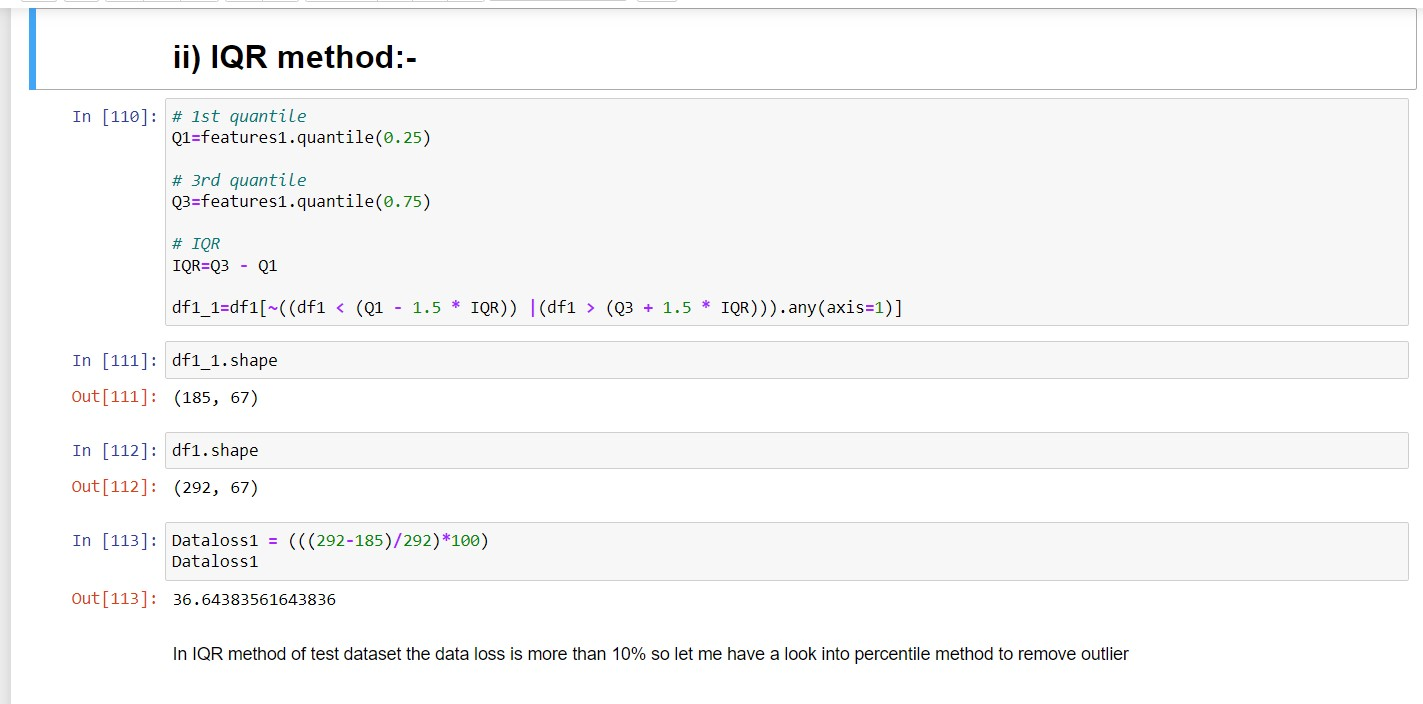 ii) IQR method:-
In [110]: # 1st quantile
Q1=features1.quantile(0.25)
# 3rd quantile
Q3=features1.quantile(0.75)
# IQR
IQR=Q3 - Q1
df1_1=df1[~((df1 < (Q1 - 1.5 * IQR)) |(df1 > (Q3 + 1.5 * IQR))).any(axis=1)]
In [111]: df1_1.shape
Out[111]: (185, 67)
In [112]: df1.shape
Out[112]: (292, 67)
In [113]: Dataloss1 = (((292-185)/292)*100)
Dataloss1
Out[113]: 36.64383561643836
In IQR method of test dataset the data loss is more than 10% so let me have a look into percentile method to remove outlier